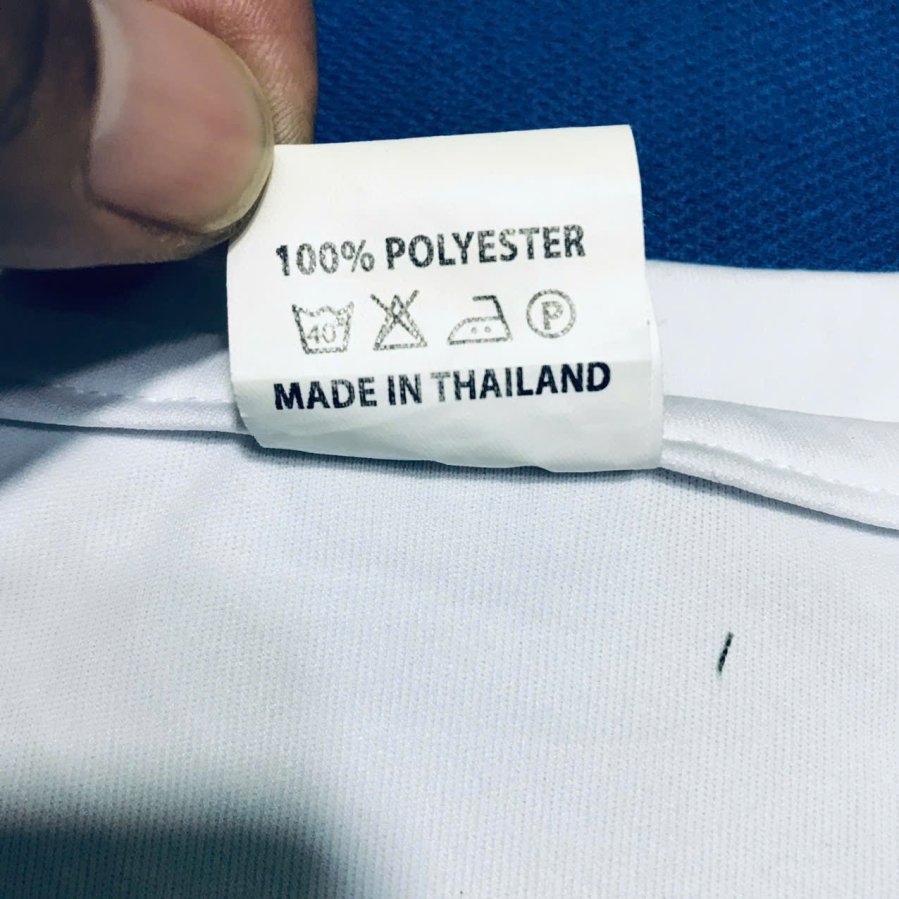 100% POLYESTER
40° P
MADE IN THAILAND